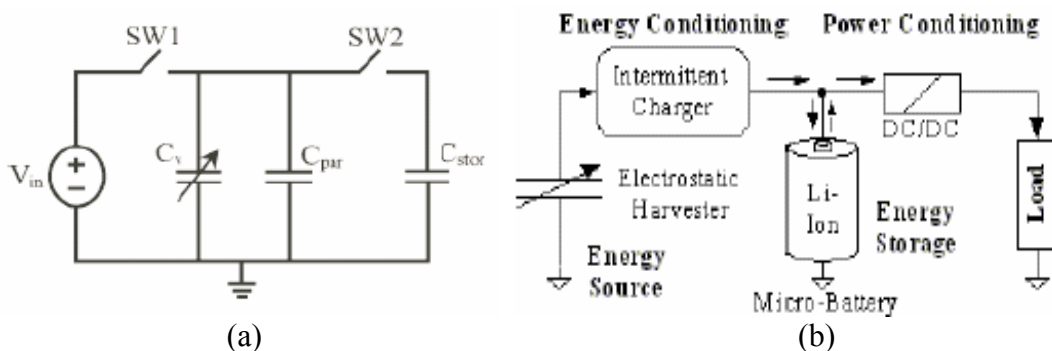 SW1
SW2
V_in
+
−
C_v
C_par
C_stor
(a)
Energy Conditioning
Power Conditioning
Intermittent
Charger
DC/DC
Electrostatic
Harvester
Li-
Ion
Energy
Storage
Load
Energy
Source
Micro-Battery
(b)